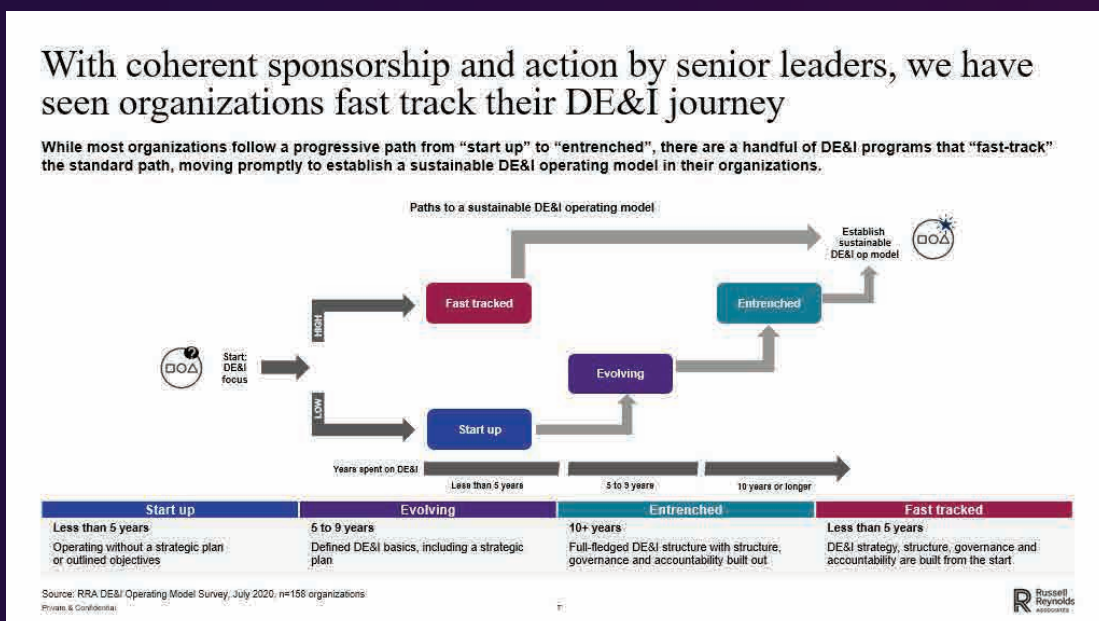 With coherent sponsorship and action by senior leaders, we have
seen organizations fast track their DE&I journey
While most organizations follow a progressive path from “start up” to “entrenched”, there are a handful of DE&I programs that “fast-track”
the standard path, moving promptly to establish a sustainable DE&I operating model in their organizations.
Paths to a sustainable DE&I operating model
Establish
sustainable
DE&I op model
Fast tracked
Entrenched
HIGH
?
Start:
DE&I
focus
Evolving
LOW
Start up
Years spent on DE&I
Less than 5 years
5 to 9 years
10 years or longer
Start up
Less than 5 years
Operating without a strategic plan
or outlined objectives
Evolving
5 to 9 years
Defined DE&I basics, including a strategic
plan
Entrenched
10+ years
Full-fledged DE&I structure with structure,
governance and accountability built out
Fast tracked
Less than 5 years
DE&I strategy, structure, governance and
accountability are built from the start
Source: RRA DE&I Operating Model Survey, July 2020, n=158 organizations
Private & Confidential
R
Russell
Reynolds
ASSOCIATES